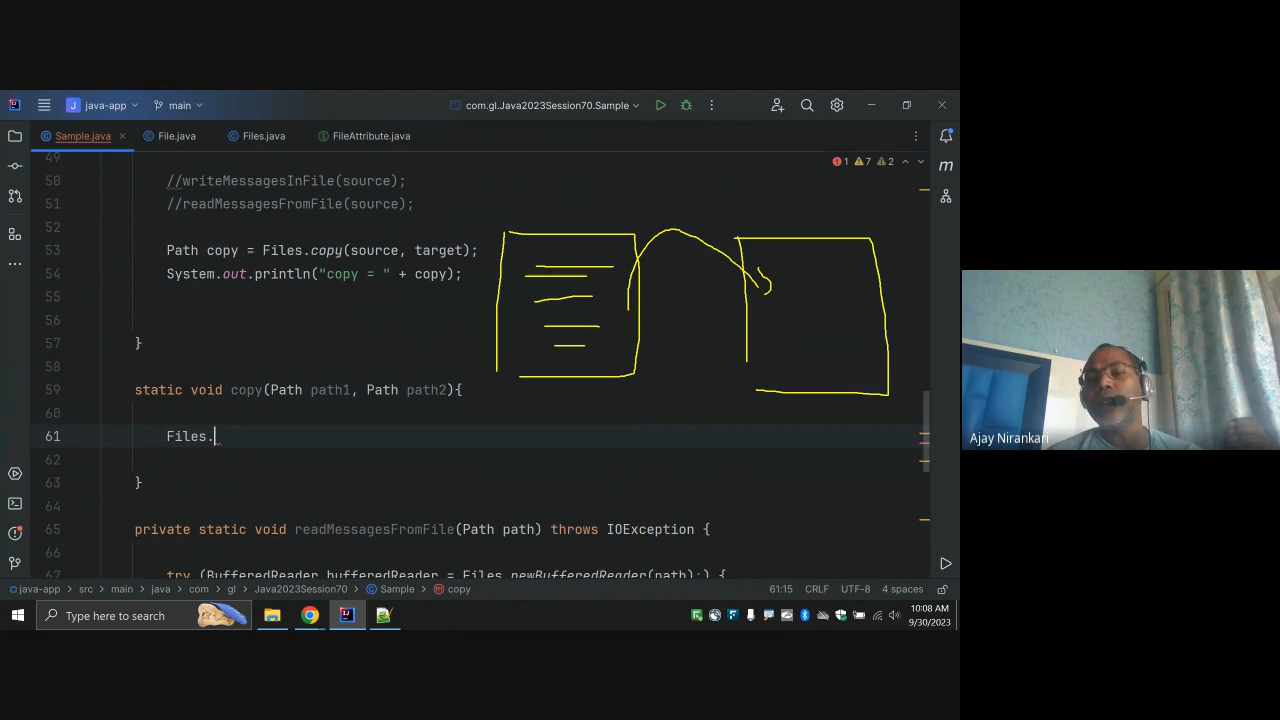 java-app
main
com.gl.Java2023Session70.Sample
Sample.java
File.java
Files.java
FileAttribute.java
49
1 7 2
50 //writeMessagesInFile(source);
51 //readMessagesFromFile(source);
52
53 Path copy = Files.copy(source, target);
54 System.out.println("copy = " + copy);
55
56
57 }
58
59 static void copy(Path path1, Path path2){
60
61 Files.
62
63 }
64
65 private static void readMessagesFromFile(Path path) throws IOException {
66
67 try (BufferedReader bufferedReader = Files.newBufferedReader(path);) {
Ajay Nirankari
java-app > src > main > java > com > gl > Java2023Session70 > Sample > copy
61:15 CRLF UTF-8 4 spaces
Type here to search
10:08 AM
9/30/2023